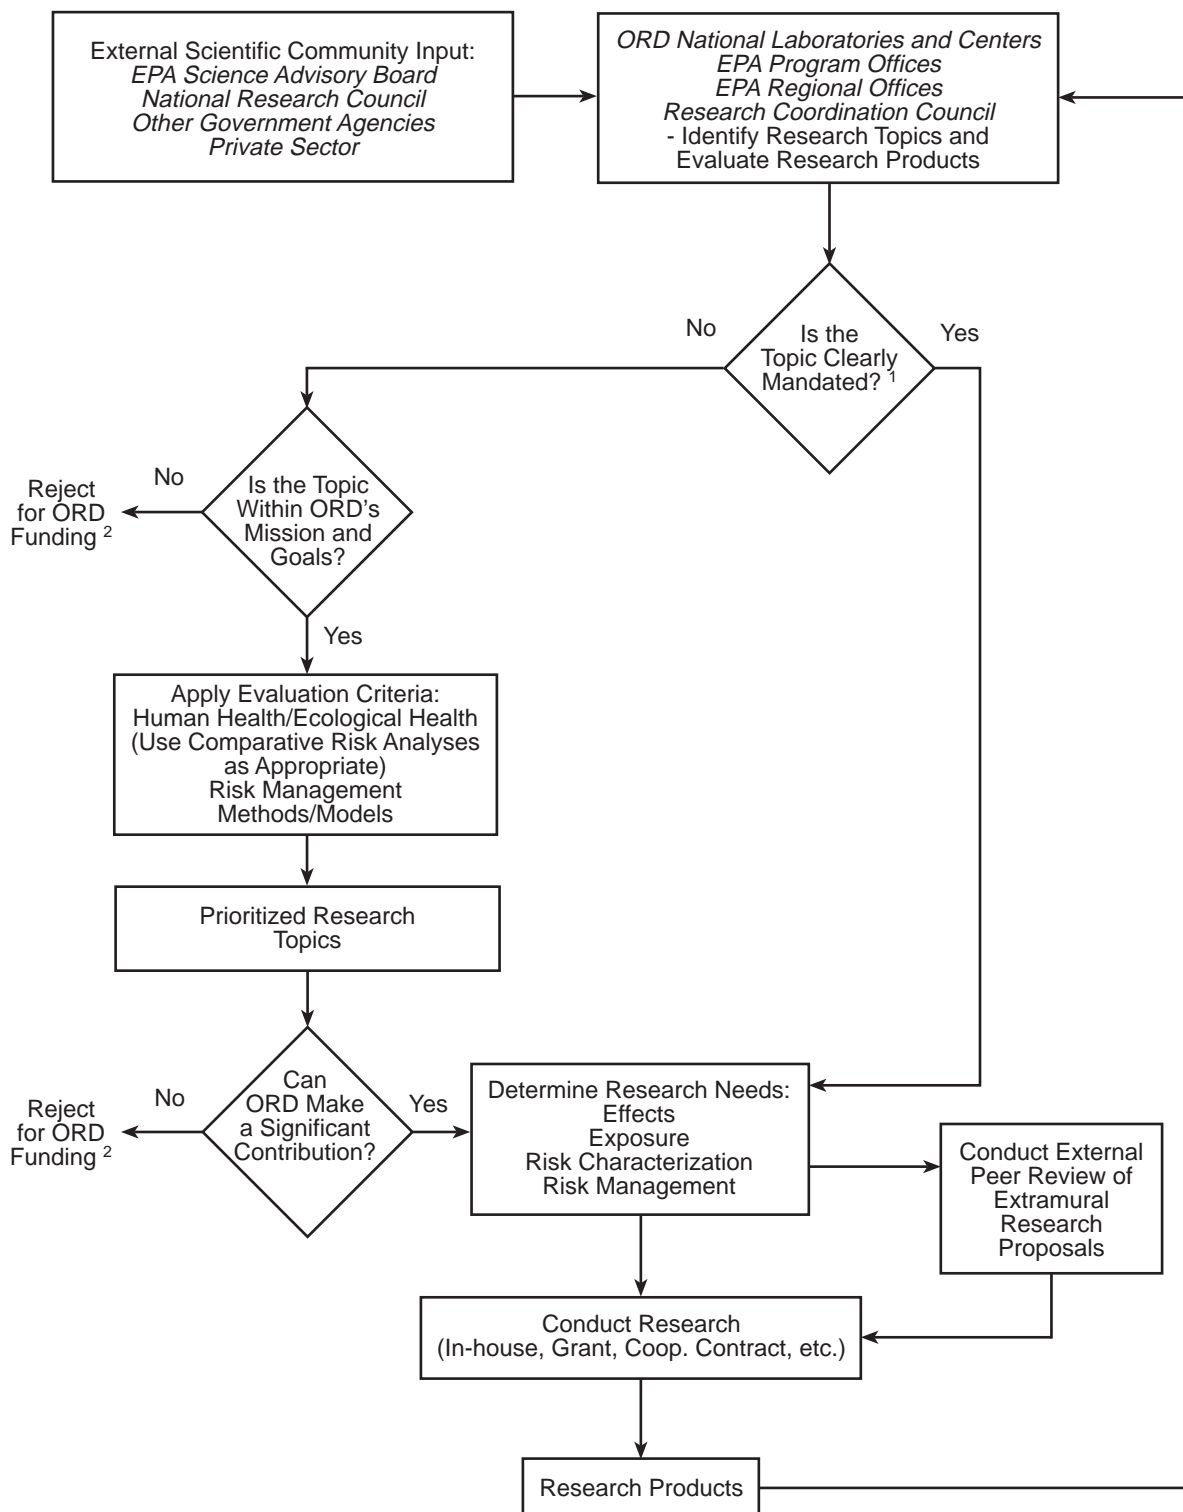 External Scientific Community Input:
EPA Science Advisory Board
National Research Council
Other Government Agencies
Private Sector
ORD National Laboratories and Centers
EPA Program Offices
EPA Regional Offices
Research Coordination Council
- Identify Research Topics and
Evaluate Research Products
No
Is the
Topic Clearly
Mandated? 1
Yes
Reject
for ORD
Funding 2
No
Is the Topic
Within ORD's
Mission and
Goals?
Yes
Apply Evaluation Criteria:
Human Health/Ecological Health
(Use Comparative Risk Analyses
as Appropriate)
Risk Management
Methods/Models
Prioritized Research
Topics
Reject
for ORD
Funding 2
No
Can
ORD Make
a Significant
Contribution?
Yes
Determine Research Needs:
Effects
Exposure
Risk Characterization
Risk Management
Conduct External
Peer Review of
Extramural
Research
Proposals
Conduct Research
(In-house, Grant, Coop. Contract, etc.)
Research Products